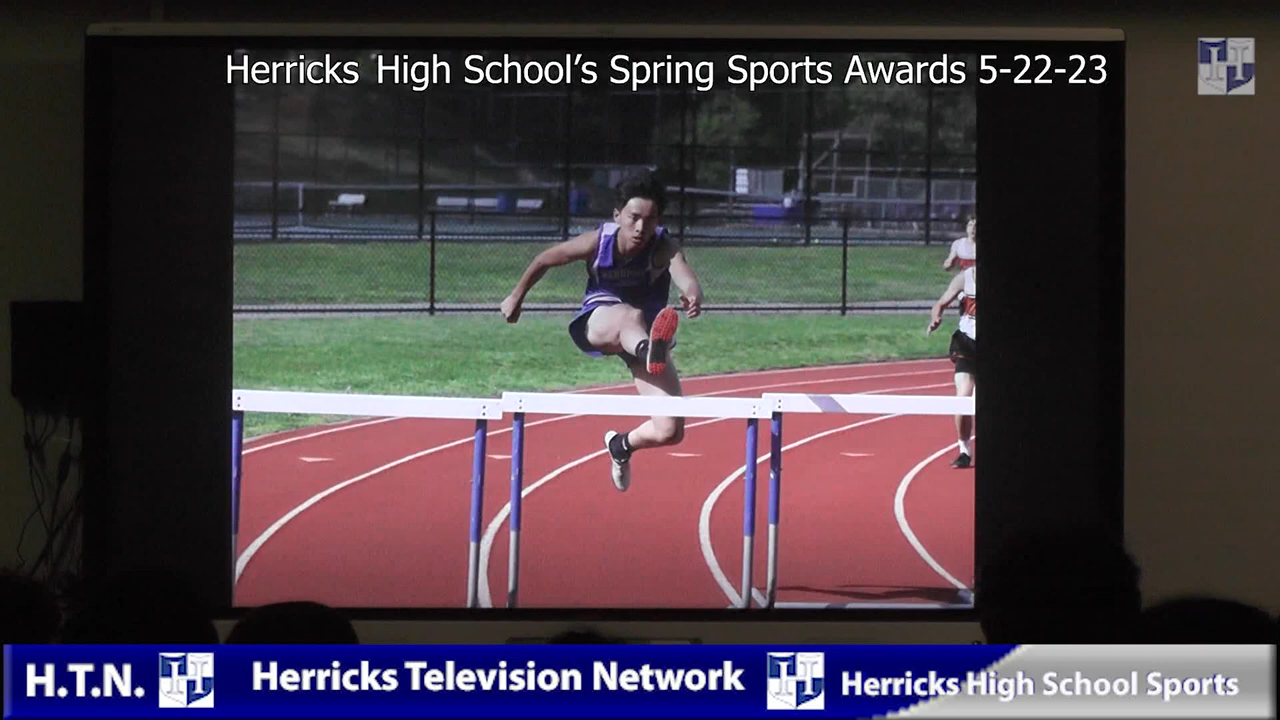 Herricks High School's Spring Sports Awards 5-22-23
H.T.N. Herricks Television Network Herricks High School Sports